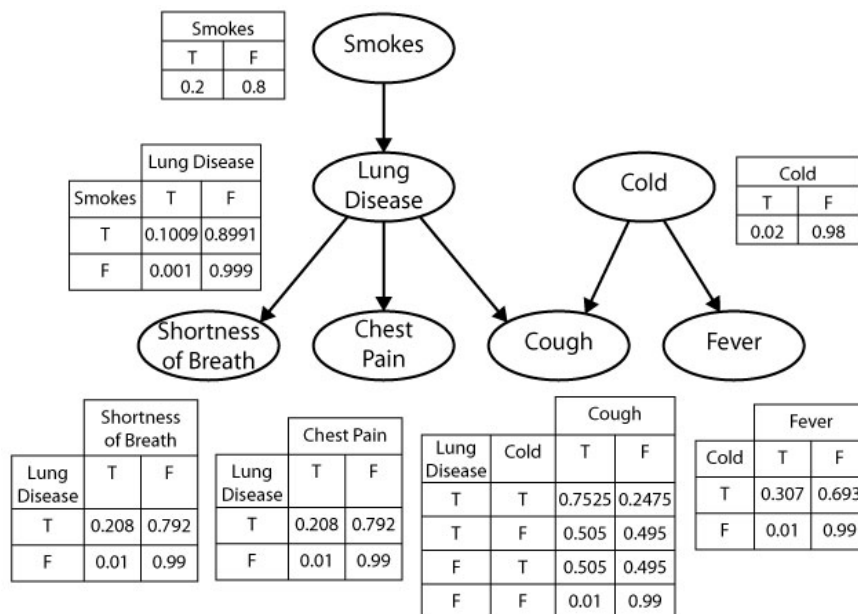 Smokes
T F
0.2 0.8
Smokes
Lung Disease
Smokes T F
T 0.1009 0.8991
F 0.001 0.999
Lung
Disease
Cold
Cold
T F
0.02 0.98
Shortness
of Breath
Chest
Pain
Cough
Fever
Shortness
of Breath
Lung
Disease
T F
T 0.208 0.792
F 0.01 0.99
Chest Pain
Lung
Disease
T F
T 0.208 0.792
F 0.01 0.99
Cough
Lung
Disease
Cold T F
T T 0.7525 0.2475
T F 0.505 0.495
F T 0.505 0.495
F F 0.01 0.99
Fever
Cold T F
T 0.307 0.693
F 0.01 0.99